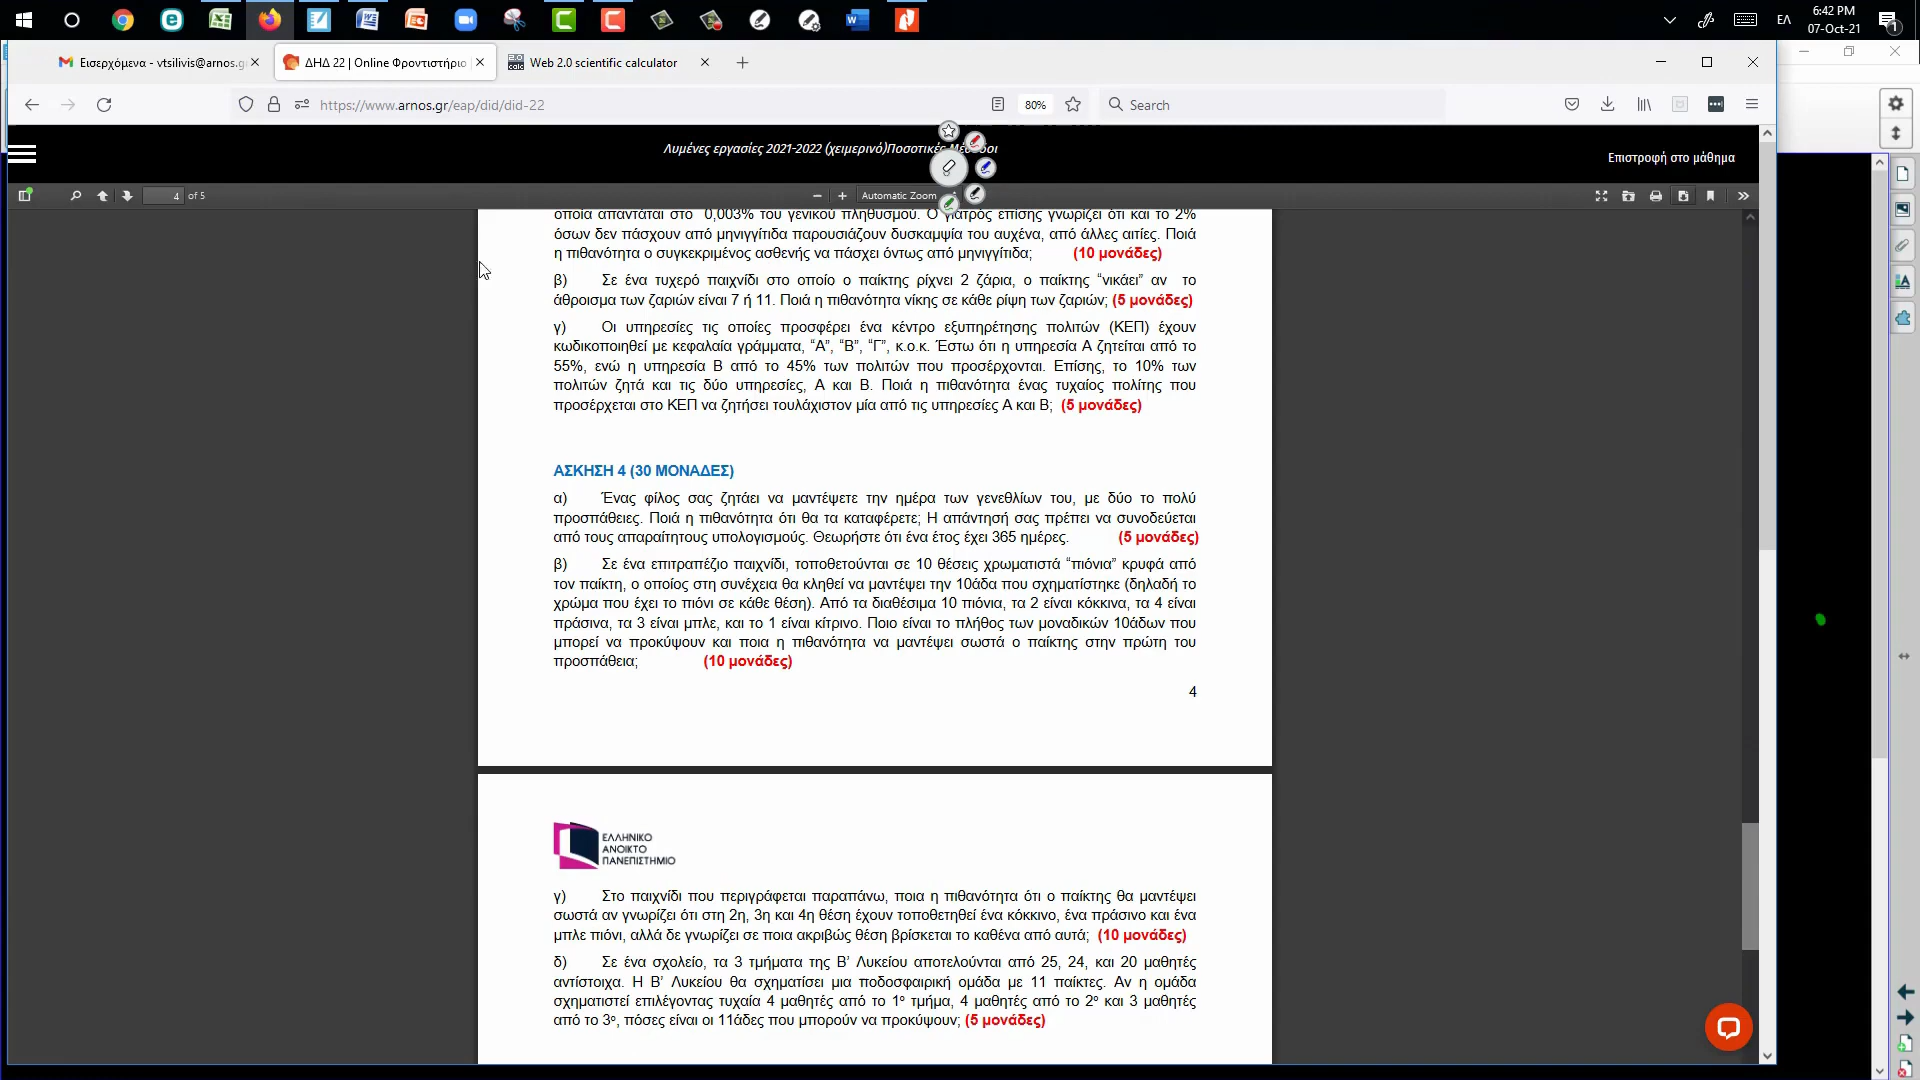 6:42 PM
ΕΛ
07-Oct-21
1
Εισερχόμενα - vtsilivis@arnos.g
ΔΗΔ 22 | Online Φροντιστήριο
Web 2.0 scientific calculator
https://www.arnos.gr/eap/did/did-22
80%
Search
Λυμένες εργασίες 2021-2022 (χειμερινό)Ποσοτικές Μέθοδοι
Επιστροφή στο μάθημα
4 of 5
Automatic Zoom
οποία απαντάται στο 0,003% του γενικού πληθυσμού. Ο γιατρός επίσης γνωρίζει ότι και το 2%
όσων δεν πάσχουν από μηνιγγίτιδα παρουσιάζουν δυσκαμψία του αυχένα, από άλλες αιτίες. Ποιά
η πιθανότητα ο συγκεκριμένος ασθενής να πάσχει όντως από μηνιγγίτιδα; (10 μονάδες)
β) Σε ένα τυχερό παιχνίδι στο οποίο ο παίκτης ρίχνει 2 ζάρια, ο παίκτης “νικάει” αν το
άθροισμα των ζαριών είναι 7 ή 11. Ποιά η πιθανότητα νίκης σε κάθε ρίψη των ζαριών; (5 μονάδες)
γ) Οι υπηρεσίες τις οποίες προσφέρει ένα κέντρο εξυπηρέτησης πολιτών (ΚΕΠ) έχουν
κωδικοποιηθεί με κεφαλαία γράμματα, “Α”, “Β”, “Γ”, κ.ο.κ. Έστω ότι η υπηρεσία Α ζητείται από το
55%, ενώ η υπηρεσία Β από το 45% των πολιτών που προσέρχονται. Επίσης, το 10% των
πολιτών ζητά και τις δύο υπηρεσίες, Α και Β. Ποιά η πιθανότητα ένας τυχαίος πολίτης που
προσέρχεται στο ΚΕΠ να ζητήσει τουλάχιστον μία από τις υπηρεσίες Α και Β; (5 μονάδες)
ΑΣΚΗΣΗ 4 (30 ΜΟΝΑΔΕΣ)
α) Ένας φίλος σας ζητάει να μαντέψετε την ημέρα των γενεθλίων του, με δύο το πολύ
προσπάθειες. Ποιά η πιθανότητα ότι θα τα καταφέρετε; Η απάντησή σας πρέπει να συνοδεύεται
από τους απαραίτητους υπολογισμούς. Θεωρήστε ότι ένα έτος έχει 365 ημέρες. (5 μονάδες)
β) Σε ένα επιτραπέζιο παιχνίδι, τοποθετούνται σε 10 θέσεις χρωματιστά “πιόνια” κρυφά από
τον παίκτη, ο οποίος στη συνέχεια θα κληθεί να μαντέψει την 10άδα που σχηματίστηκε (δηλαδή το
χρώμα που έχει το πιόνι σε κάθε θέση). Από τα διαθέσιμα 10 πιόνια, τα 2 είναι κόκκινα, τα 4 είναι
πράσινα, τα 3 είναι μπλε, και το 1 είναι κίτρινο. Ποιο είναι το πλήθος των μοναδικών 10άδων που
μπορεί να προκύψουν και ποια η πιθανότητα να μαντέψει σωστά ο παίκτης στην πρώτη του
προσπάθεια; (10 μονάδες)
4
ΕΛΛΗΝΙΚΟ
ΑΝΟΙΚΤΟ
ΠΑΝΕΠΙΣΤΗΜΙΟ
γ) Στο παιχνίδι που περιγράφεται παραπάνω, ποια η πιθανότητα ότι ο παίκτης θα μαντέψει
σωστά αν γνωρίζει ότι στη 2η, 3η και 4η θέση έχουν τοποθετηθεί ένα κόκκινο, ένα πράσινο και ένα
μπλε πιόνι, αλλά δε γνωρίζει σε ποια ακριβώς θέση βρίσκεται το καθένα από αυτά; (10 μονάδες)
δ) Σε ένα σχολείο, τα 3 τμήματα της Β’ Λυκείου αποτελούνται από 25, 24, και 20 μαθητές
αντίστοιχα. Η Β’ Λυκείου θα σχηματίσει μια ποδοσφαιρική ομάδα με 11 παίκτες. Αν η ομάδα
σχηματιστεί επιλέγοντας τυχαία 4 μαθητές από το 1ο τμήμα, 4 μαθητές από το 2ο και 3 μαθητές
από το 3ο, πόσες είναι οι 11άδες που μπορούν να προκύψουν; (5 μονάδες)